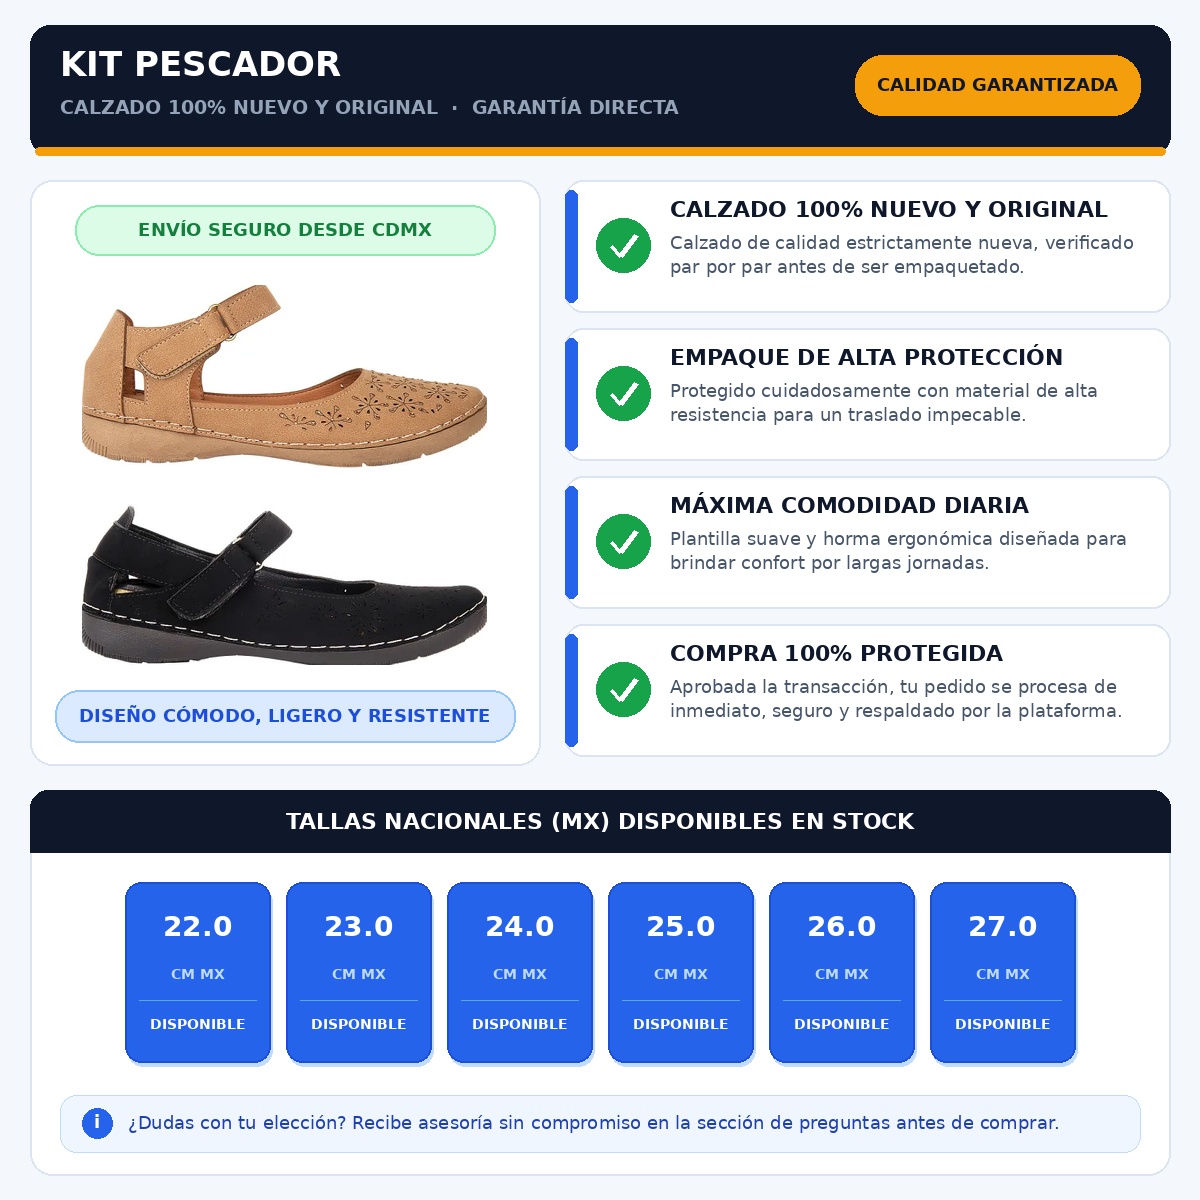 KIT PESCADOR
CALZADO 100% NUEVO Y ORIGINAL · GARANTÍA DIRECTA
CALIDAD GARANTIZADA
ENVÍO SEGURO DESDE CDMX
DISEÑO CÓMODO, LIGERO Y RESISTENTE
CALZADO 100% NUEVO Y ORIGINAL
Calzado de calidad estrictamente nueva, verificado
par por par antes de ser empaquetado.
EMPAQUE DE ALTA PROTECCIÓN
Protegido cuidadosamente con material de alta
resistencia para un traslado impecable.
MÁXIMA COMODIDAD DIARIA
Plantilla suave y horma ergonómica diseñada para
brindar confort por largas jornadas.
COMPRA 100% PROTEGIDA
Aprobada la transacción, tu pedido se procesa de
inmediato, seguro y respaldado por la plataforma.
TALLAS NACIONALES (MX) DISPONIBLES EN STOCK
22.0
CM MX
DISPONIBLE
23.0
CM MX
DISPONIBLE
24.0
CM MX
DISPONIBLE
25.0
CM MX
DISPONIBLE
26.0
CM MX
DISPONIBLE
27.0
CM MX
DISPONIBLE
i ¿Dudas con tu elección? Recibe asesoría sin compromiso en la sección de preguntas antes de comprar.